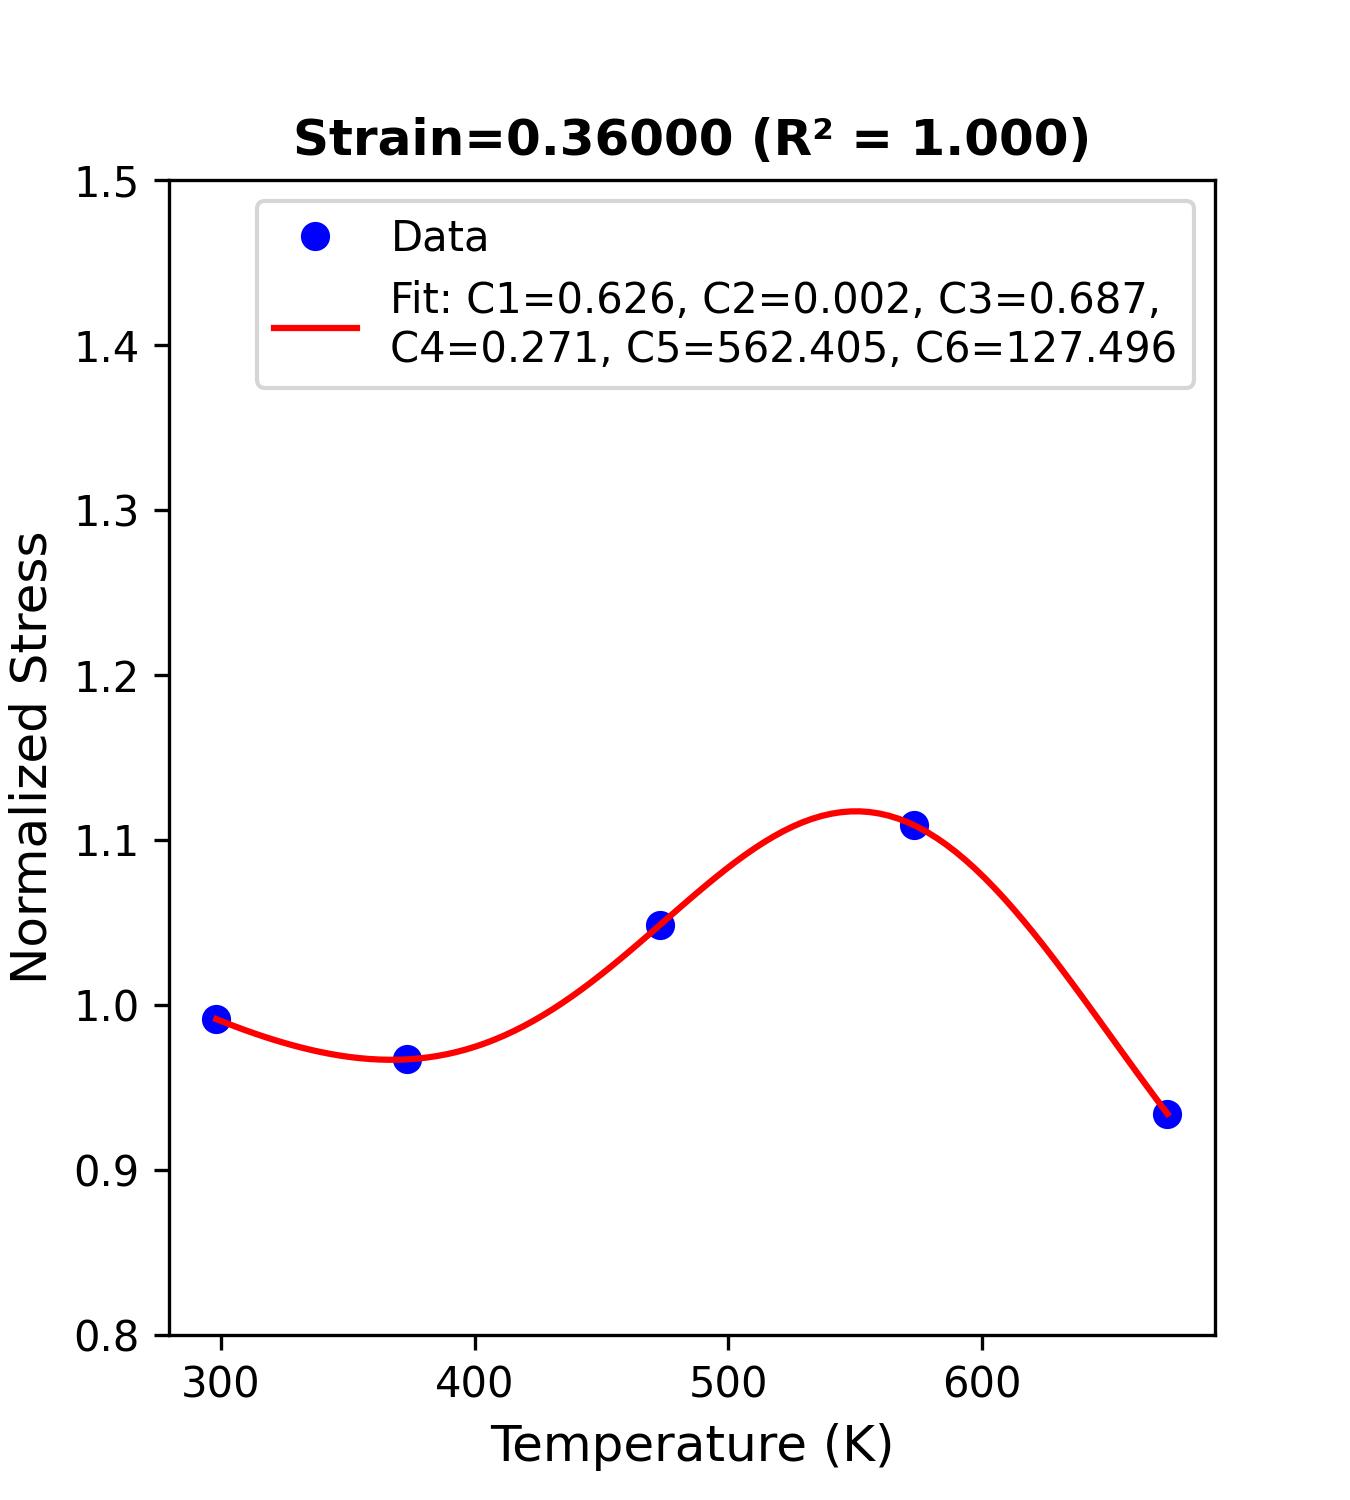 Strain=0.36000 (R² = 1.000)
Data
Fit: C1=0.626, C2=0.002, C3=0.687,
C4=0.271, C5=562.405, C6=127.496
1.5
1.4
1.3
1.2
1.1
1.0
0.9
0.8
Normalized Stress
300 400 500 600
Temperature (K)